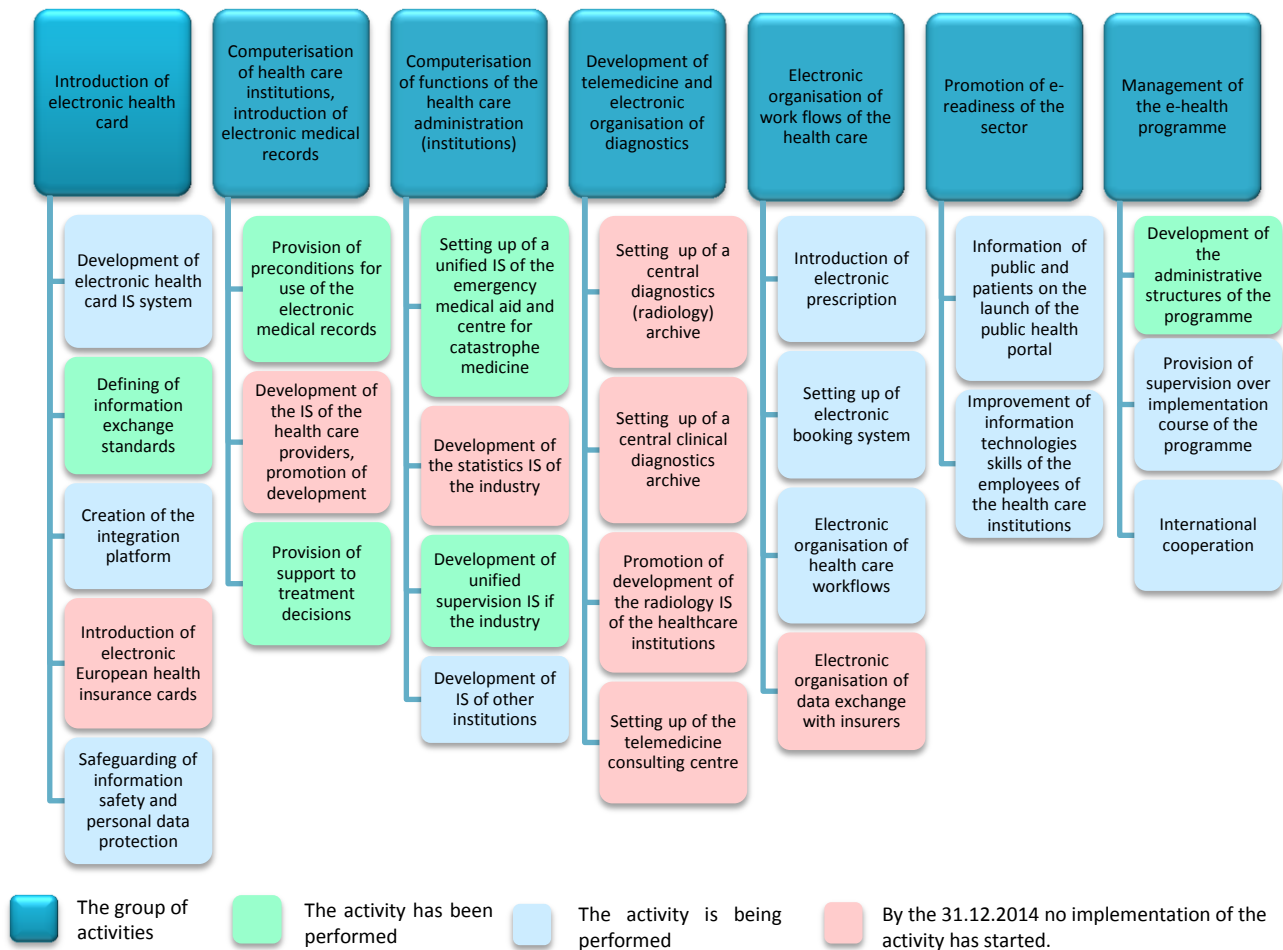 Introduction of
electronic health
card
Development of
electronic health
card IS system
Defining of
information
exchange
standards
Creation of the
integration
platform
Introduction of
electronic
European health
insurance cards
Safeguarding of
information
safety and
personal data
protection
Computerisation
of health care
institutions,
introduction of
electronic medical
records
Provision of
preconditions for
use of the
electronic
medical records
Development of
the IS of the
health care
providers,
promotion of
development
Provision of
support to
treatment
decisions
Computerisation
of functions of the
health care
administration
(institutions)
Setting up of a
unified IS of the
emergency
medical aid and
centre for
catastrophe
medicine
Development of
the statistics IS of
the industry
Development of
unified
supervision IS if
the industry
Development of
IS of other
institutions
Development of
telemedicine and
electronic
organisation of
diagnostics
Setting up of a
central
diagnostics
(radiology)
archive
Setting up of a
central clinical
diagnostics
archive
Promotion of
development of
the radiology IS
of the healthcare
institutions
Setting up of the
telemedicine
consulting centre
Electronic
organisation of
work flows of the
health care
Introduction of
electronic
prescription
Setting up of
electronic
booking system
Electronic
organisation of
health care
workflows
Electronic
organisation of
data exchange
with insurers
Promotion of e-
readiness of the
sector
Information of
public and
patients on the
launch of the
public health
portal
Improvement of
information
technologies
skills of the
employees of
the health care
institutions
Management of
the e-health
programme
Development of
the
administrative
structures of the
programme
Provision of
supervision over
implementation
course of the
programme
International
cooperation
The group of
activities
The activity has been
performed
The activity is being
performed
By the 31.12.2014 no implementation of the
activity has started.